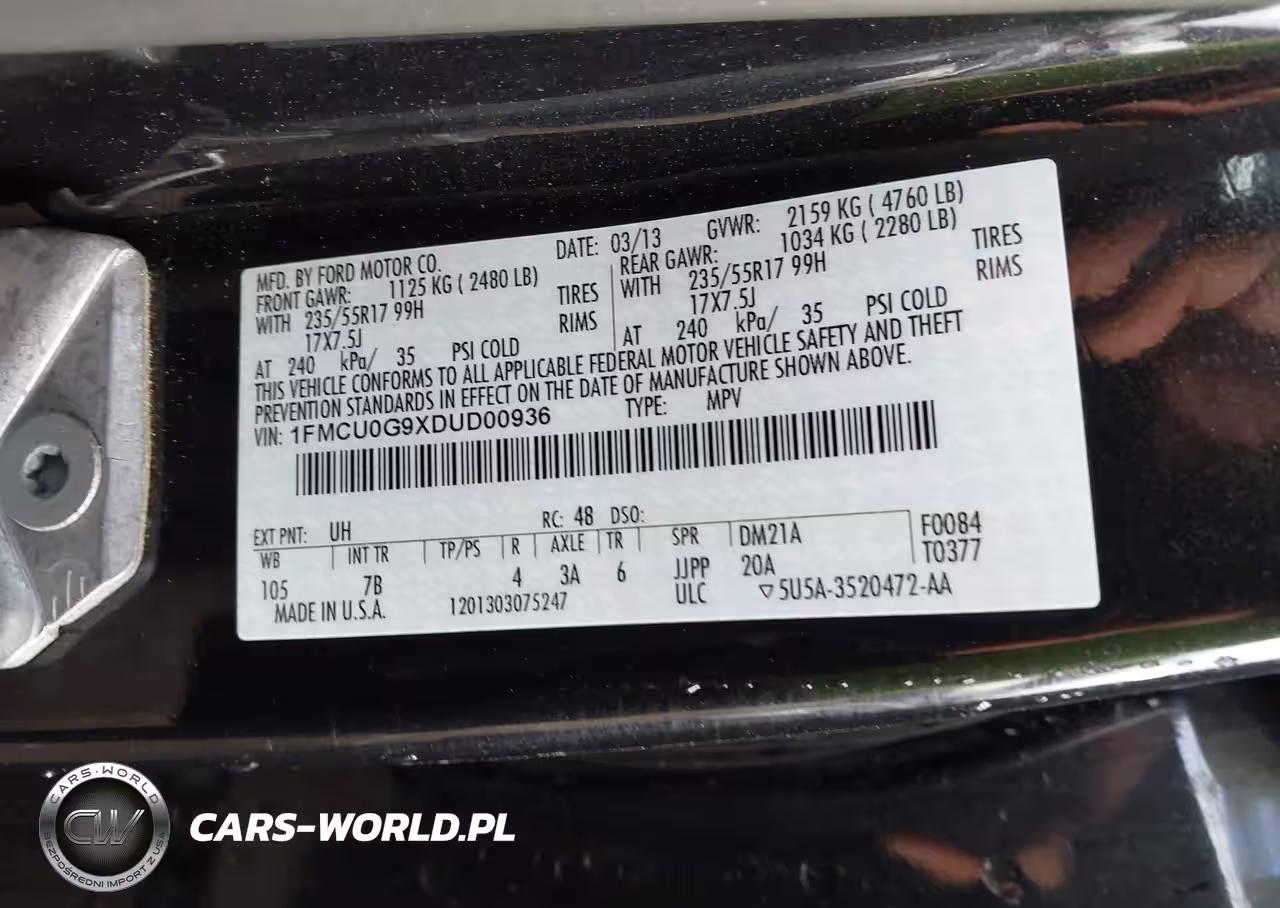 MFD. BY FORD MOTOR CO. DATE: 03/13 GVWR: 2159 KG ( 4760 LB)
FRONT GAWR: 1125 KG ( 2480 LB) REAR GAWR: 1034 KG ( 2280 LB)
WITH 235/55R17 99H TIRES WITH 235/55R17 99H TIRES
17X7.5J RIMS 17X7.5J RIMS
AT 240 kPa/ 35 PSI COLD AT 240 kPa/ 35 PSI COLD
THIS VEHICLE CONFORMS TO ALL APPLICABLE FEDERAL MOTOR VEHICLE SAFETY AND THEFT
PREVENTION STANDARDS IN EFFECT ON THE DATE OF MANUFACTURE SHOWN ABOVE.
VIN: 1FMCU0G9XDUD00936 TYPE: MPV
EXT PNT: UH RC: 48 DSO: F0084
WB INT TR TP/PS R AXLE TR SPR DM21A T0377
105 7B 4 3A 6 JJPP 20A
MADE IN U.S.A. 1201303075247 ULC ▽5U5A-3520472-AA
CARS-WORLD
CW
BEZPOŚREDNI IMPORT Z USA
CARS-WORLD.PL